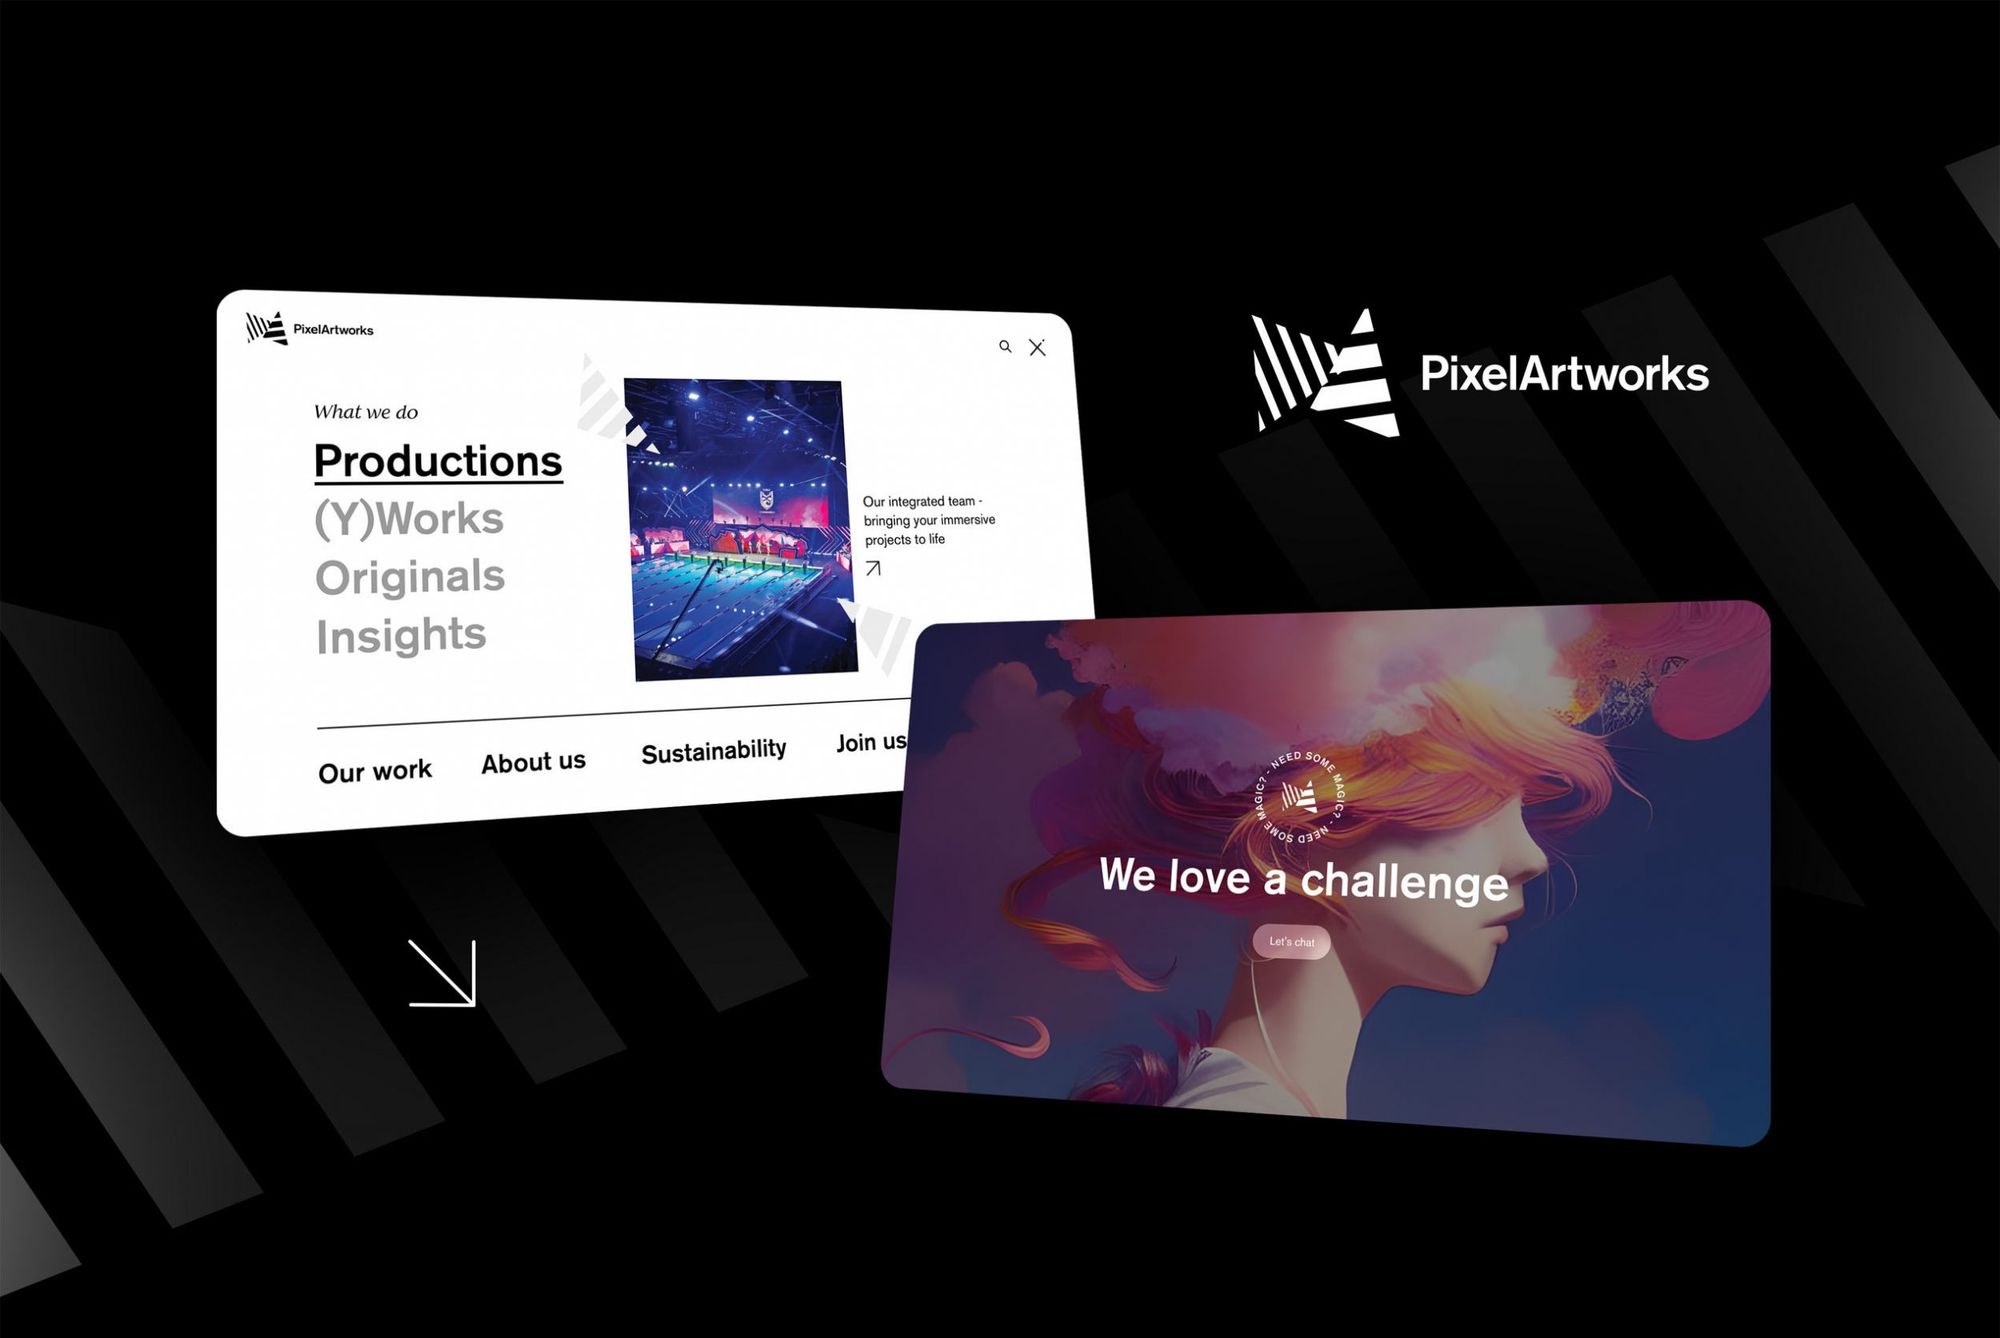 PixelArtworks
What we do
Productions
(Y)Works
Originals
Insights
Our integrated team -
bringing your immersive
projects to life
Our work
About us
Sustainability
Join us
PixelArtworks
NEED SOME MAGIC? - NEED SOME MAGIC? -
We love a challenge
Let's chat